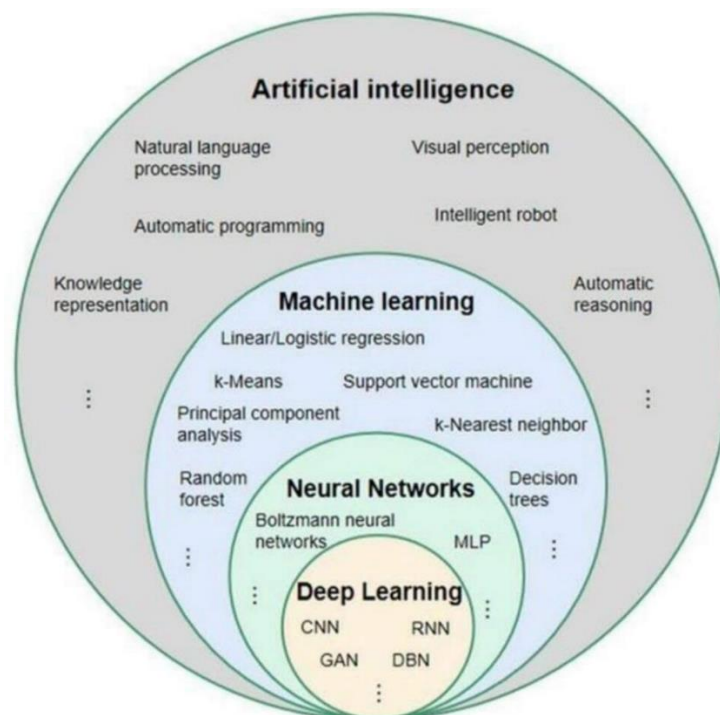 Artificial intelligence
Natural language
processing
Visual perception
Automatic programming
Intelligent robot
Knowledge
representation
Automatic
reasoning
⋮
⋮
Machine learning
Linear/Logistic regression
k-Means
Support vector machine
Principal component
analysis
k-Nearest neighbor
Random
forest
Decision
trees
⋮
⋮
Neural Networks
Boltzmann neural
networks
MLP
⋮
⋮
Deep Learning
CNN
RNN
GAN
DBN
⋮